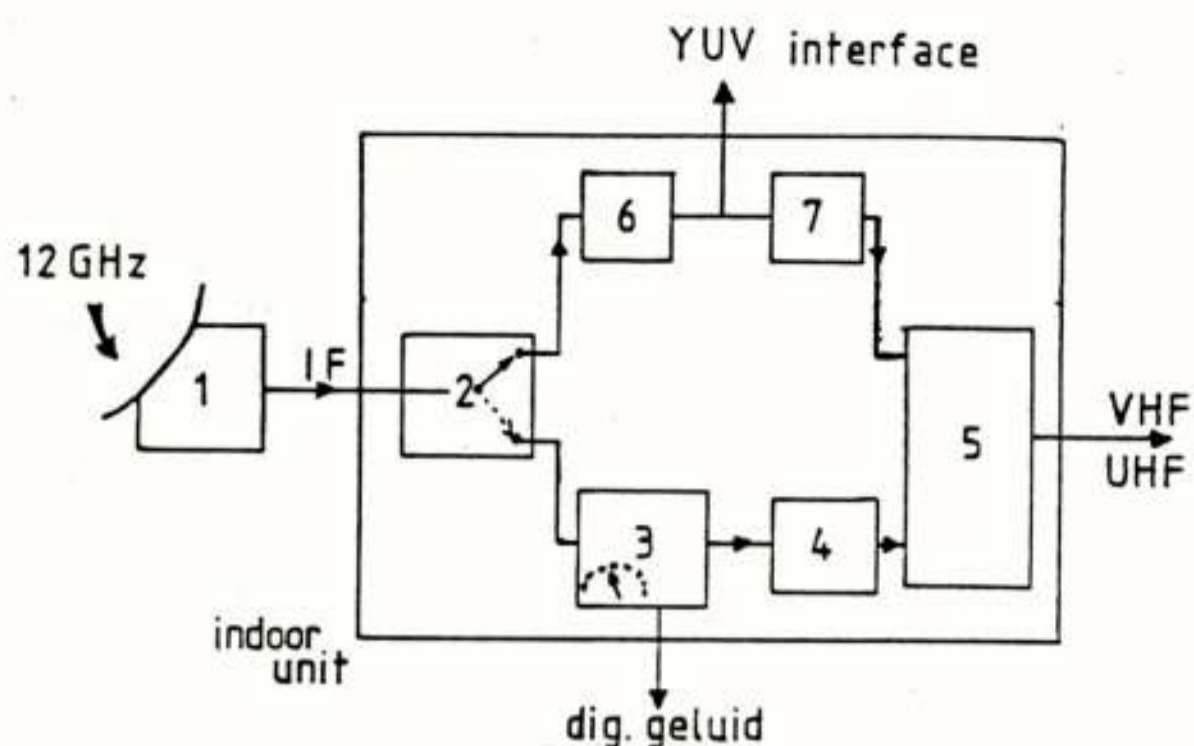 YUV interface
6
7
12 GHz
1
IF
2
5
VHF
UHF
3
4
indoor
unit
dig. geluid